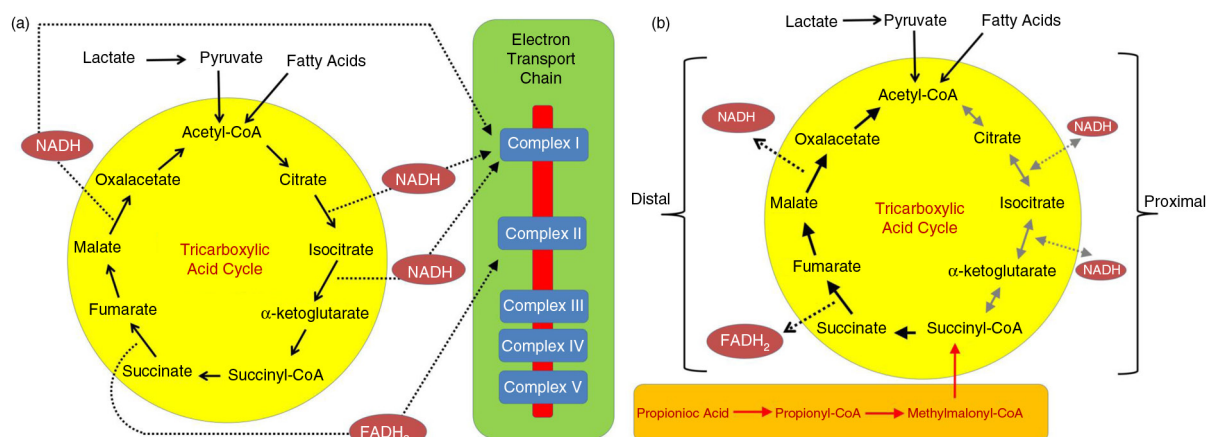 (a)
Lactate
Pyruvate
Fatty Acids
NADH
Acetyl-CoA
Oxalacetate
Citrate
NADH
Malate
Tricarboxylic
Acid Cycle
Isocitrate
NADH
Fumarate
α-ketoglutarate
Succinate
Succinyl-CoA
FADH2
Electron
Transport
Chain
Complex I
Complex II
Complex III
Complex IV
Complex V
(b)
Lactate
Pyruvate
Fatty Acids
NADH
Acetyl-CoA
NADH
Oxalacetate
Citrate
Distal
Malate
Tricarboxylic
Acid Cycle
Isocitrate
Proximal
Fumarate
α-ketoglutarate
NADH
FADH2
Succinate
Succinyl-CoA
Propionioc Acid
Propionyl-CoA
Methylmalonyl-CoA